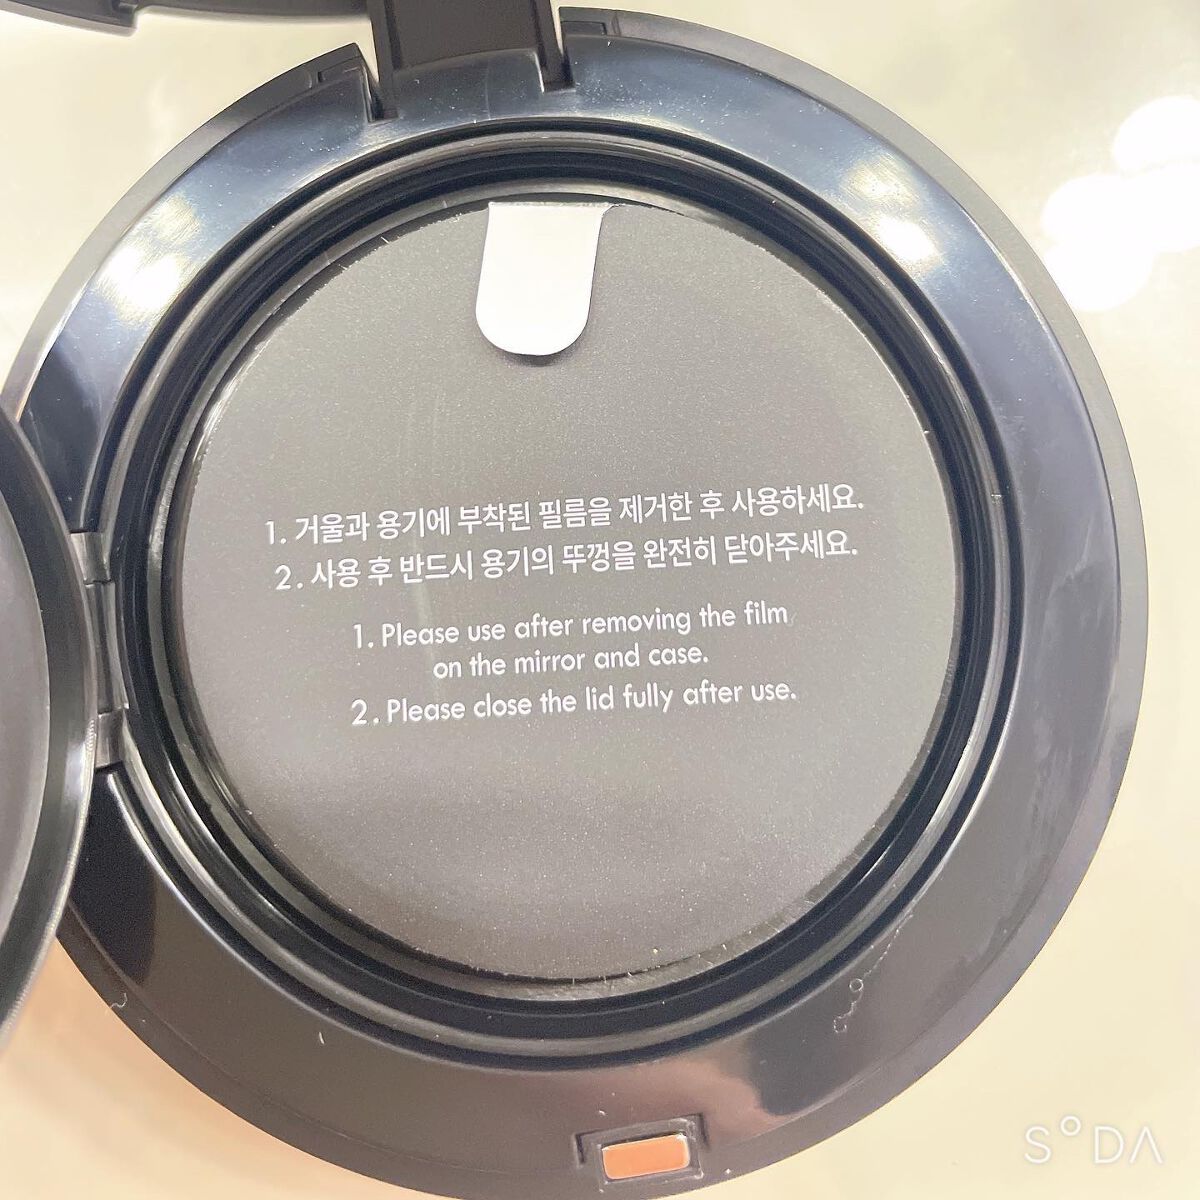 1. 거울과 용기에 부착된 필름을 제거한 후 사용하세요.
2. 사용 후 반드시 용기의 뚜껑을 완전히 닫아주세요.
1. Please use after removing the film
on the mirror and case.
2. Please close the lid fully after use.
SODA